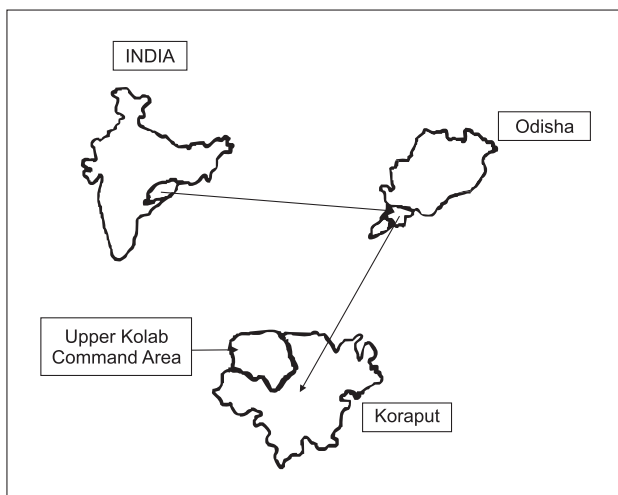 INDIA
Odisha
Upper Kolab
Command Area
Koraput